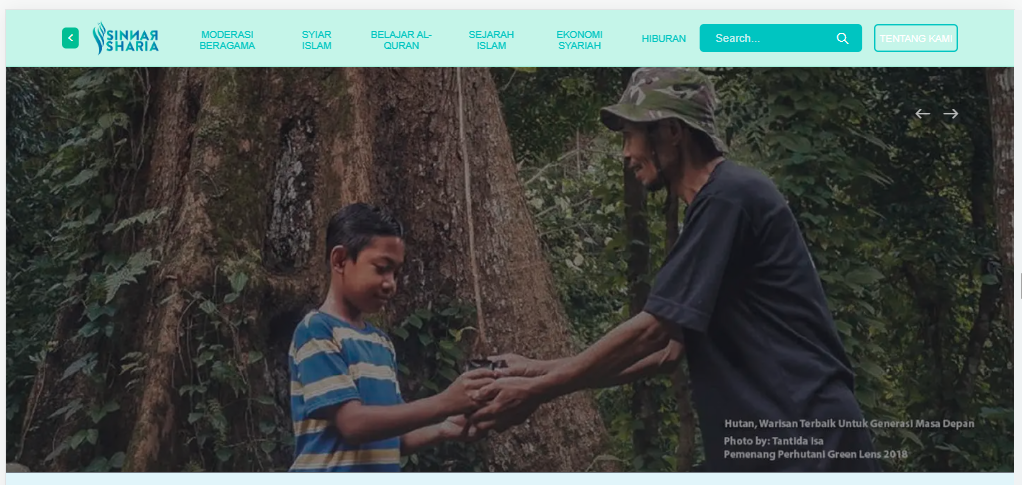 SINNAR
SHARIA
MODERASI
BERAGAMA
SYIAR
ISLAM
BELAJAR AL-
QURAN
SEJARAH
ISLAM
EKONOMI
SYARIAH
HIBURAN
Search...
TENTANG KAMI
Hutan, Warisan Terbaik Untuk Generasi Masa Depan
Photo by: Tantida Isa
Pemenang Perhutani Green Lens 2018